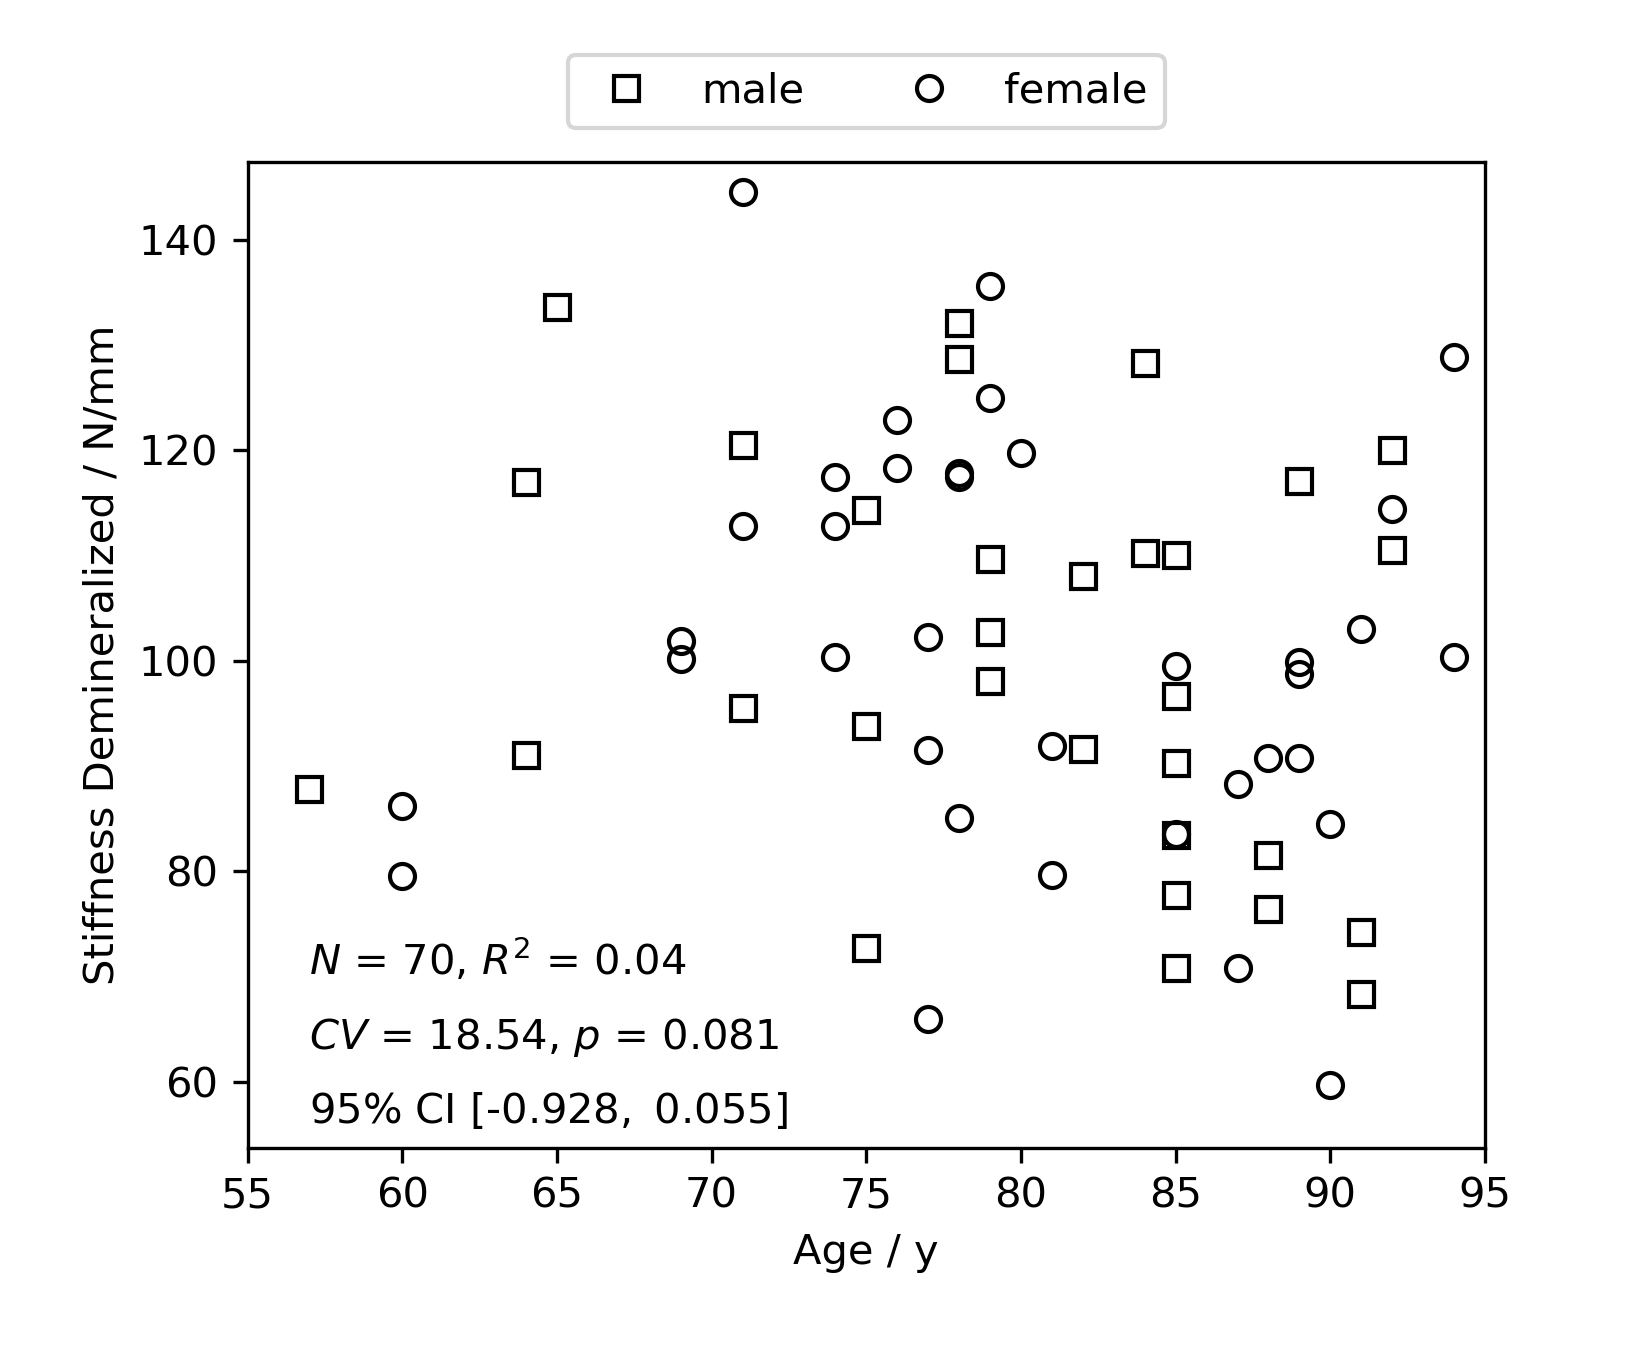 male female
140
120
100
80
60
Stiffness Demineralized / N/mm
N = 70, R² = 0.04
CV = 18.54, p = 0.081
95% CI [-0.928, 0.055]
55 60 65 70 75 80 85 90 95
Age / y